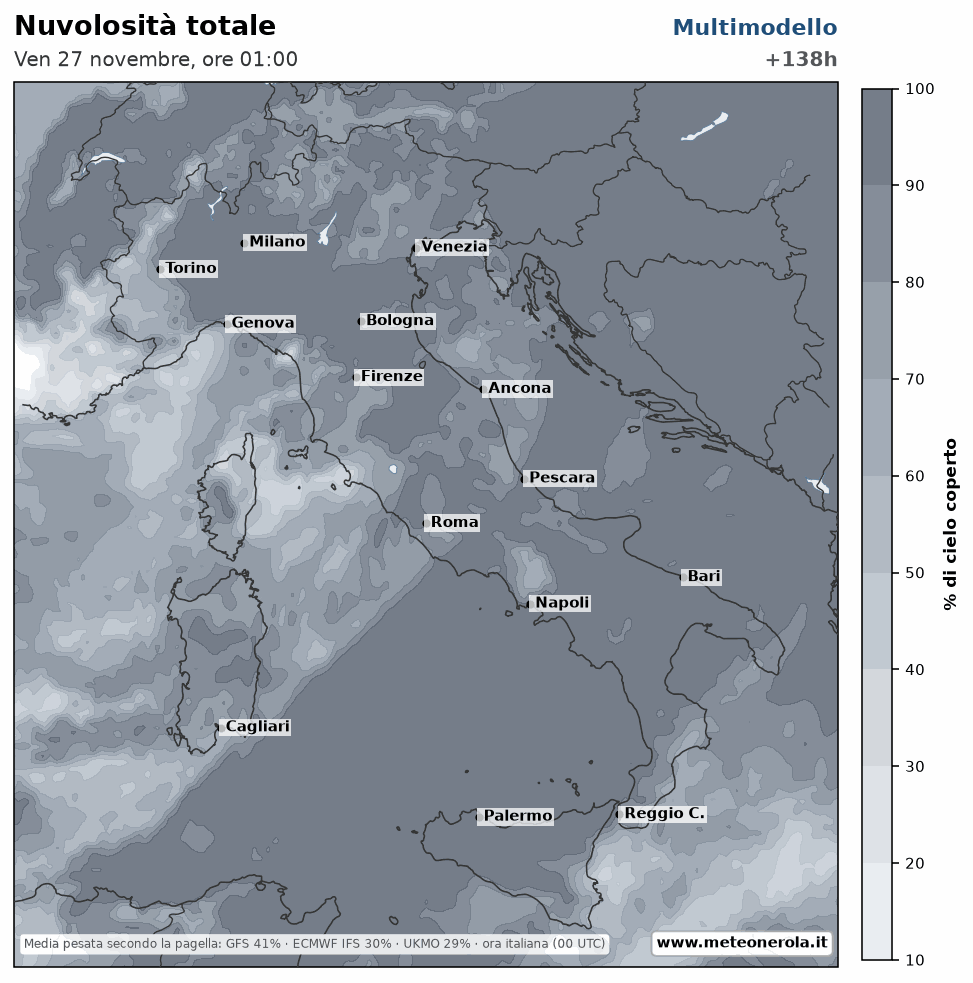 Nuvolosità totale
Multimodello
Ven 27 novembre, ore 01:00
+138h
100
90
80
70
60
50
40
30
20
10
% di cielo coperto
Milano
Venezia
Torino
Genova
Bologna
Firenze
Ancona
Pescara
Roma
Bari
Napoli
Cagliari
Palermo
Reggio C.
Media pesata secondo la pagella: GFS 41% · ECMWF IFS 30% · UKMO 29% · ora italiana (00 UTC)
www.meteonerola.it